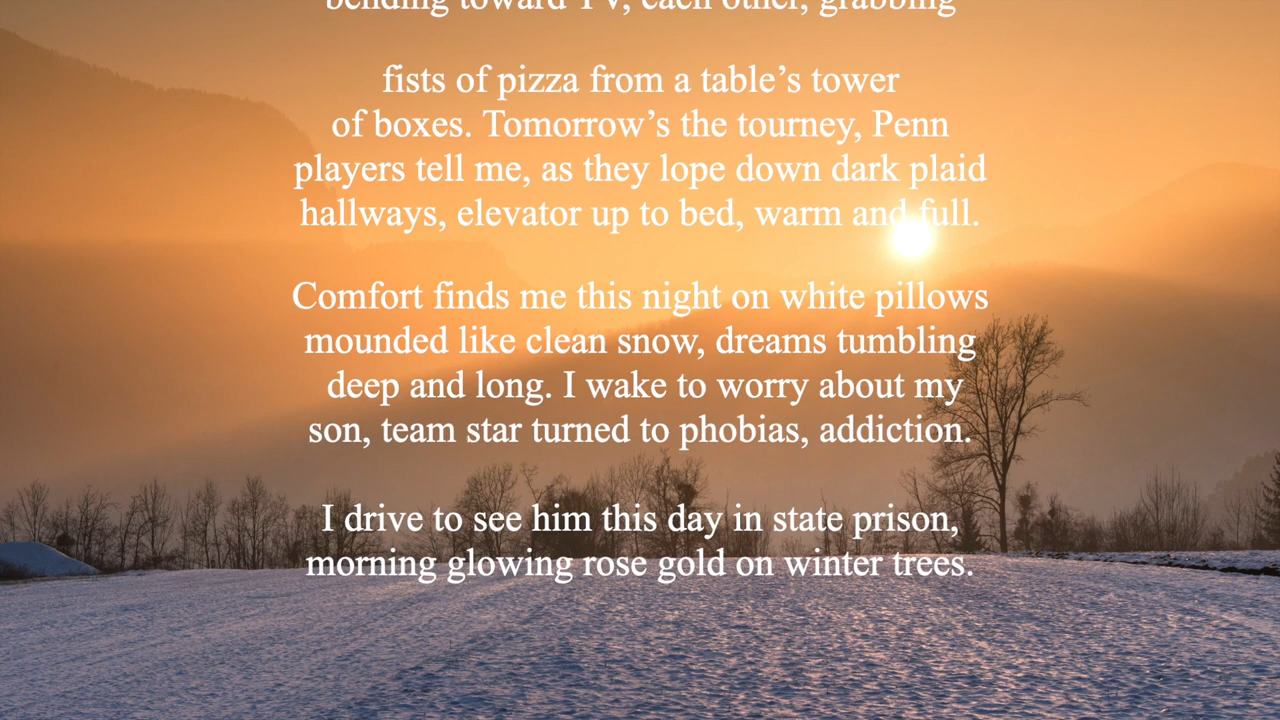 bending toward TV, each other, grabbing
fists of pizza from a table’s tower
of boxes. Tomorrow’s the tourney, Penn
players tell me, as they lope down dark plaid
hallways, elevator up to bed, warm and full.
Comfort finds me this night on white pillows
mounded like clean snow, dreams tumbling
deep and long. I wake to worry about my
son, team star turned to phobias, addiction.
I drive to see him this day in state prison,
morning glowing rose gold on winter trees.